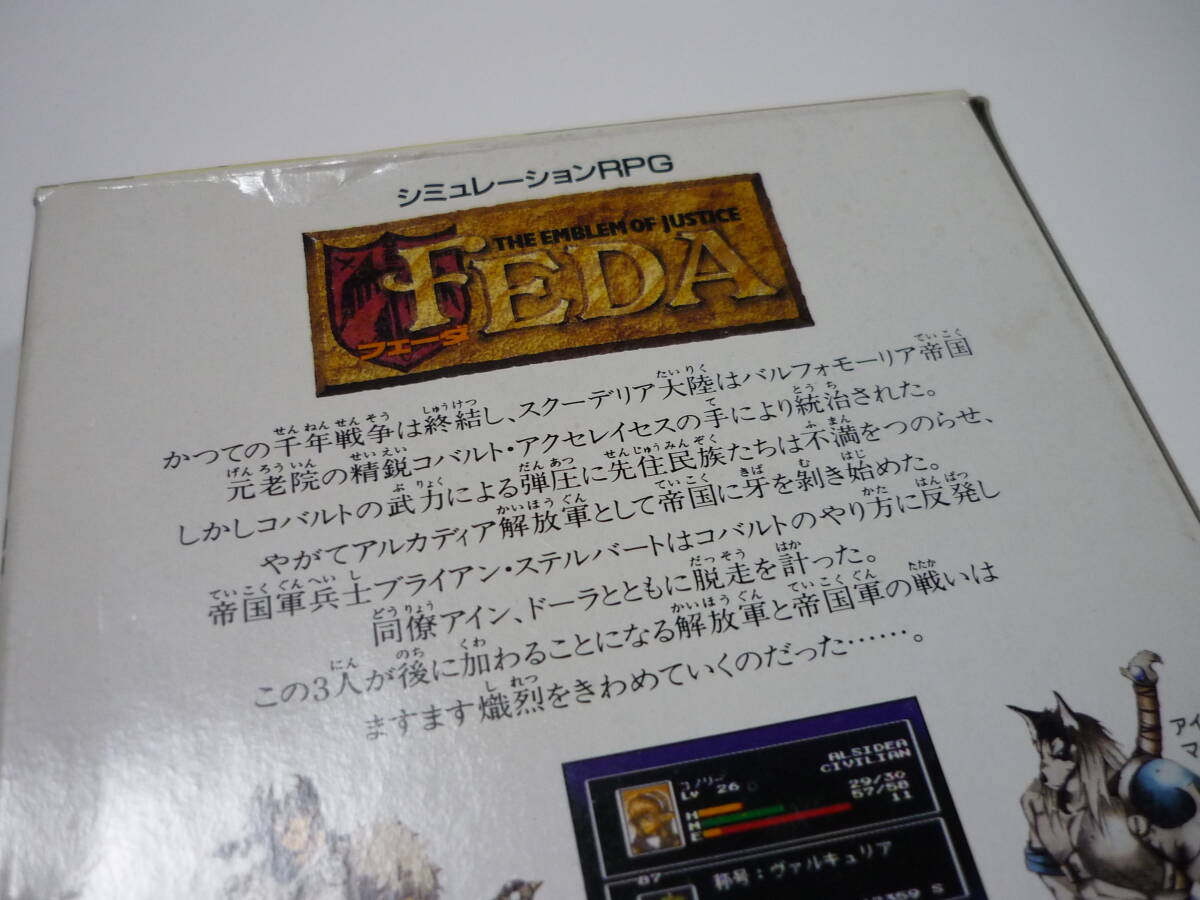 シミュレーションRPG
THE EMBLEM OF JUSTICE
FEDA
フェーダ
かつての千年戦争は終結し、スクーデリア大陸はバルフォモーリア帝国
元老院の精鋭コバルト・アクセレイセスの手により統治された。
しかしコバルトの武力による弾圧に先住民族たちは不満をつのらせ、
やがてアルカディア解放軍として帝国に牙を剥き始めた。
帝国軍兵士ブライアン・ステルバートはコバルトのやり方に反発し
同僚アイン、ドーラとともに脱走を計った。
この3人が後に加わることになる解放軍と帝国軍の戦いは
ますます熾烈をきわめていくのだった……。
ALSIDEA
CIVILIAN
コノリー
LV 26
29/30
57/58
11
H
M
E
87
称号:ヴァルキュリア
アイ
マ